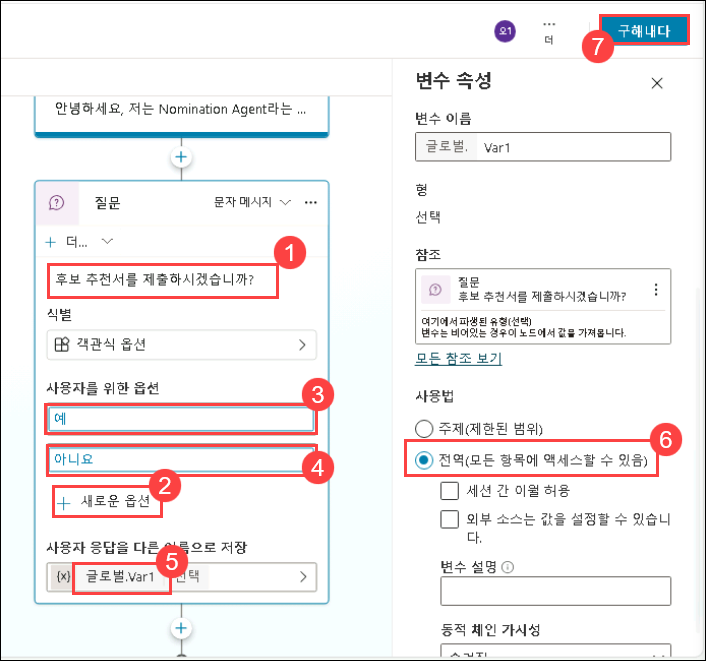 오1
...
더
구해내다
7
안녕하세요, 저는 Nomination Agent라는 ...
질문
문자 메시지
...
더...
1
후보 추천서를 제출하시겠습니까?
식별
객관식 옵션
사용자를 위한 옵션
3
예
아니요
4
2
새로운 옵션
사용자 응답을 다른 이름으로 저장
5
{x} 글로벌.Var1 선택
변수 속성
변수 이름
글로벌. Var1
형
선택
참조
질문
후보 추천서를 제출하시겠습니까?
여기에서파생된 유형(선택)
변수는 비어있는 경우이 노드에서 값을 가져옵니다.
모든 참조 보기
사용법
주제(제한된 범위)
6
전역(모든 항목에 액세스할 수 있음)
세션 간 이월 허용
외부 소스는 값을 설정할 수 있습니
다.
변수 설명
동적 체인 가시성